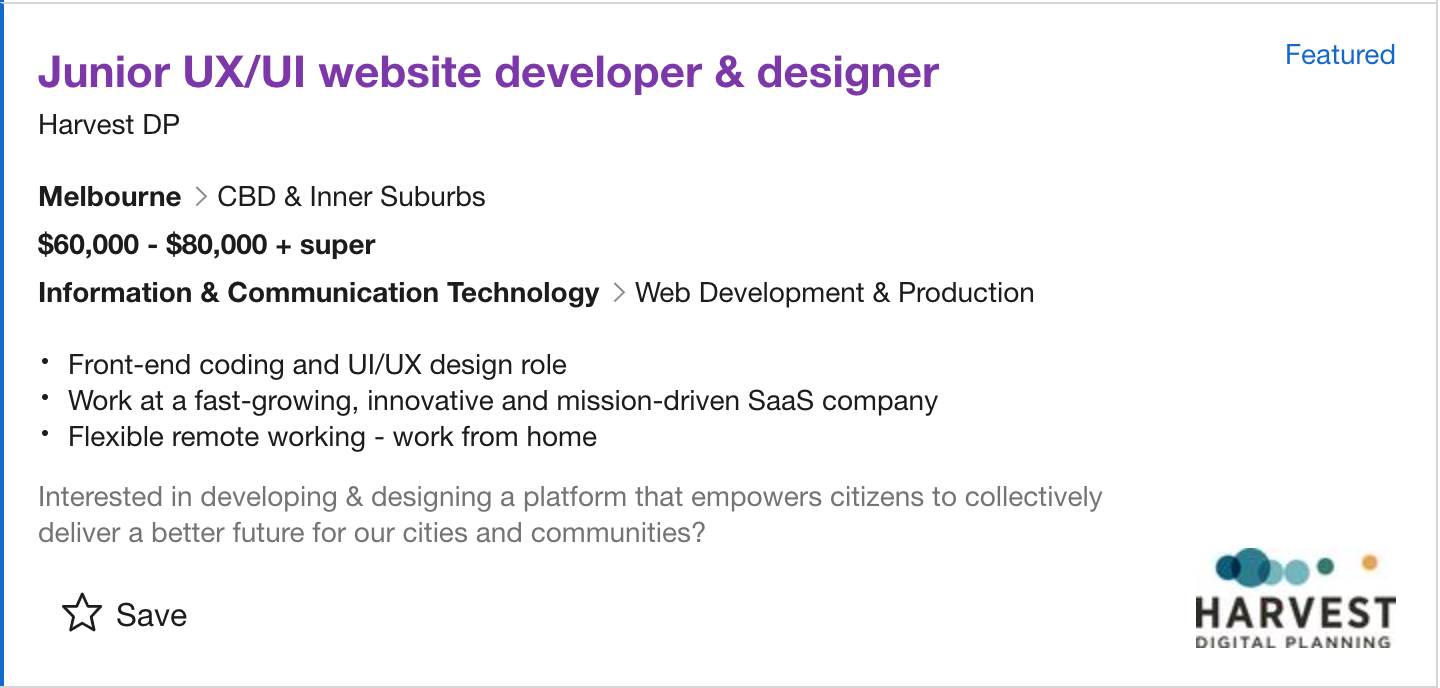 Junior UX/UI website developer & designer
Featured
Harvest DP
Melbourne > CBD & Inner Suburbs
$60,000 - $80,000 + super
Information & Communication Technology > Web Development & Production
• Front-end coding and UI/UX design role
• Work at a fast-growing, innovative and mission-driven SaaS company
• Flexible remote working - work from home
Interested in developing & designing a platform that empowers citizens to collectively
deliver a better future for our cities and communities?
Save
HARVEST
DIGITAL PLANNING